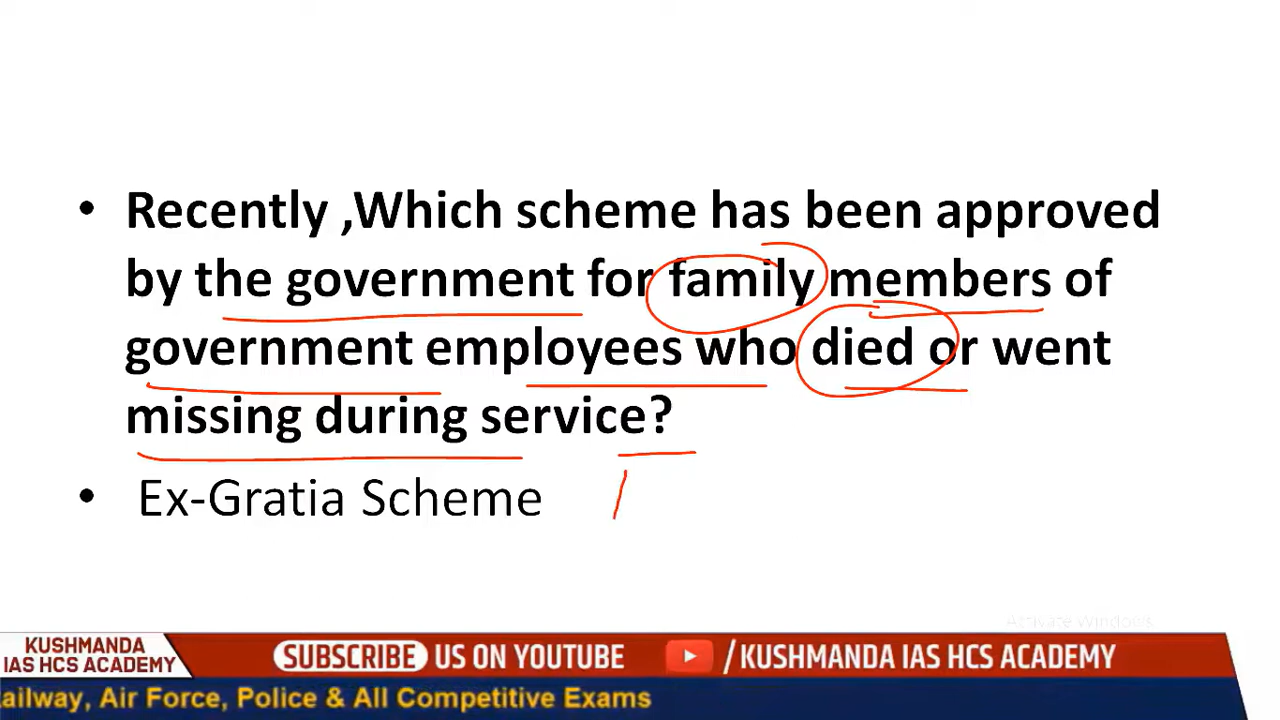 • Recently ,Which scheme has been approved
by the government for family members of
government employees who died or went
missing during service?
• Ex-Gratia Scheme
Activate Windows
KUSHMANDA
IAS HCS ACADEMY
SUBSCRIBE US ON YOUTUBE /KUSHMANDA IAS HCS ACADEMY
ailway, Air Force, Police & All Competitive Exams